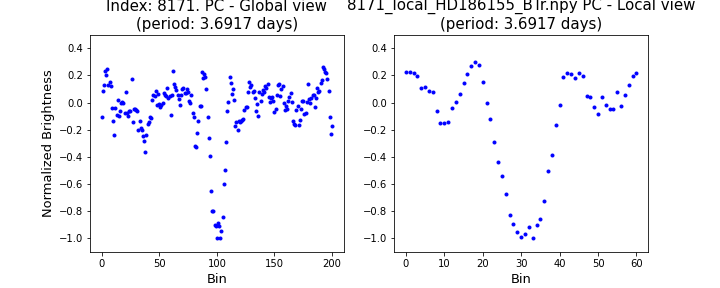 Index: 8171. PC - Global view
(period: 3.6917 days)
8171_local_HD186155_BTr.npy PC - Local view
(period: 3.6917 days)
Normalized Brightness
0.4
0.2
0.0
−0.2
−0.4
−0.6
−0.8
−1.0
0 50 100 150 200
Bin
0.4
0.2
0.0
−0.2
−0.4
−0.6
−0.8
−1.0
0 10 20 30 40 50 60
Bin